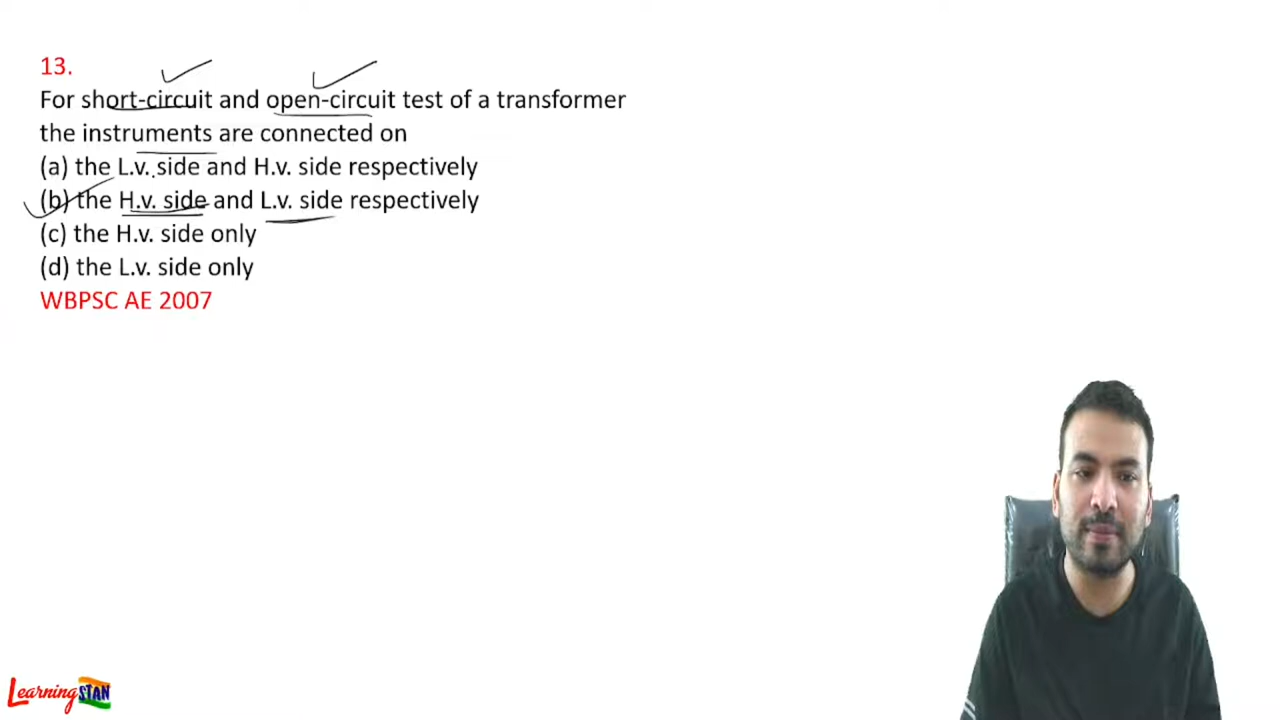 13.
For short-circuit and open-circuit test of a transformer
the instruments are connected on
(a) the L.v. side and H.v. side respectively
(b) the H.v. side and L.v. side respectively
(c) the H.v. side only
(d) the L.v. side only
WBPSC AE 2007
LearningSTAN